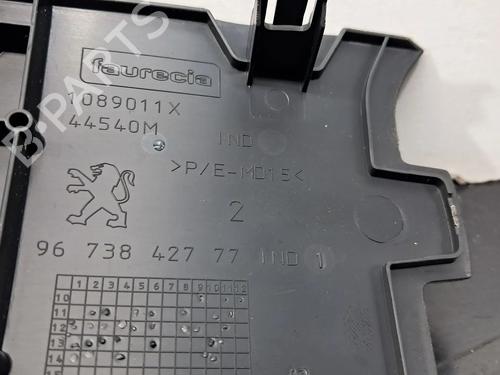 faurecia
1089011X
44540M
IND
>P/E-MD15<
2
96 738 427 77 IND 1
1 2 3 4 5 6 7 8 9 10 11 12
10
11
12
13
14
B-PARTS